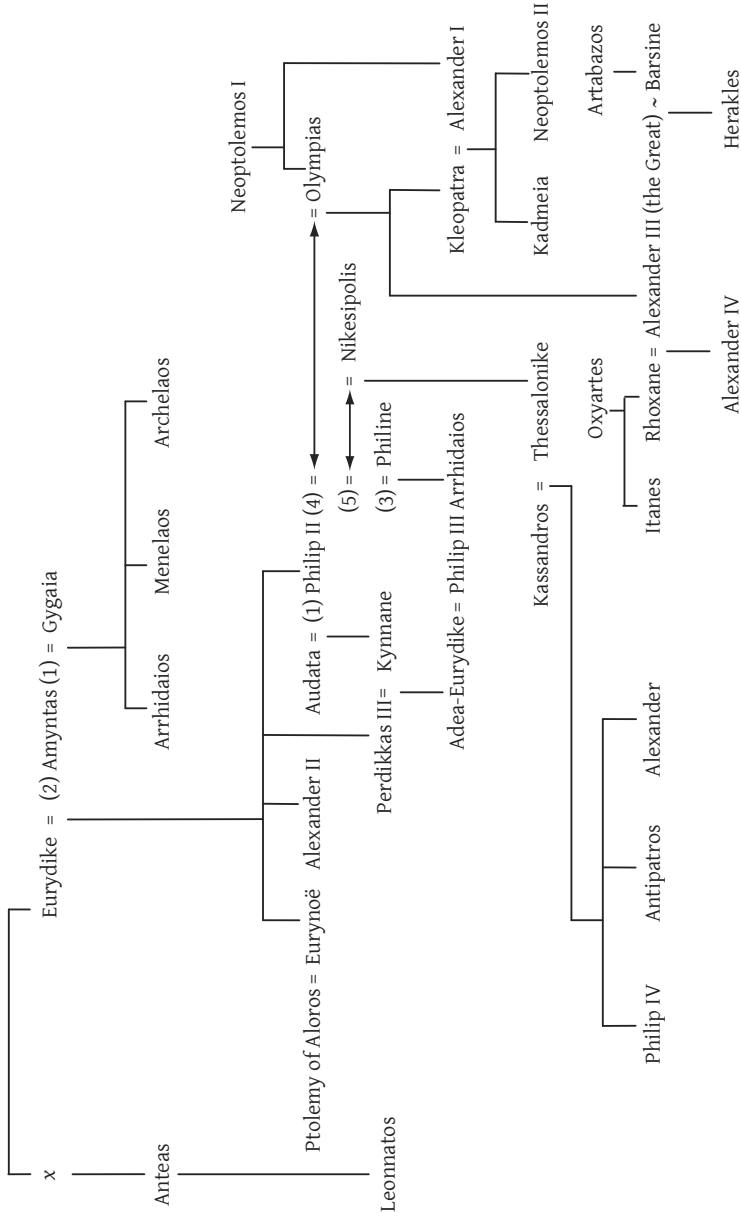 x Eurydike = (2) Amyntas (1) = Gygaia
Anteas Arrhidaios Menelaos Archelaos
Neoptolemos I
Ptolemy of Aloros = Eurynoë Alexander II Audata = (1) Philip II (4) = = Olympias
(5) = Nikesipolis
Leonnatos Perdikkas III= Kynnane (3) = Philine
Adea-Eurydike= Philip III Arrhidaios Kleopatra = Alexander I
Kassandros = Thessalonike Kadmeia Neoptolemos II
Oxyartes Artabazos
Philip IV Antipatros Alexander Itanes Rhoxane = Alexander III (the Great) ~ Barsine
Alexander IV Herakles